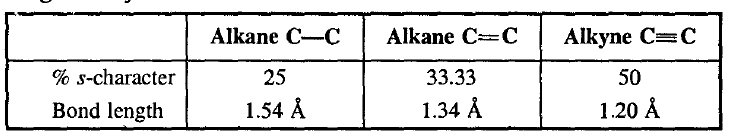 Alkane C—C Alkane C=C Alkyne C≡C
% s-character 25 33.33 50
Bond length 1.54 Å 1.34 Å 1.20 Å